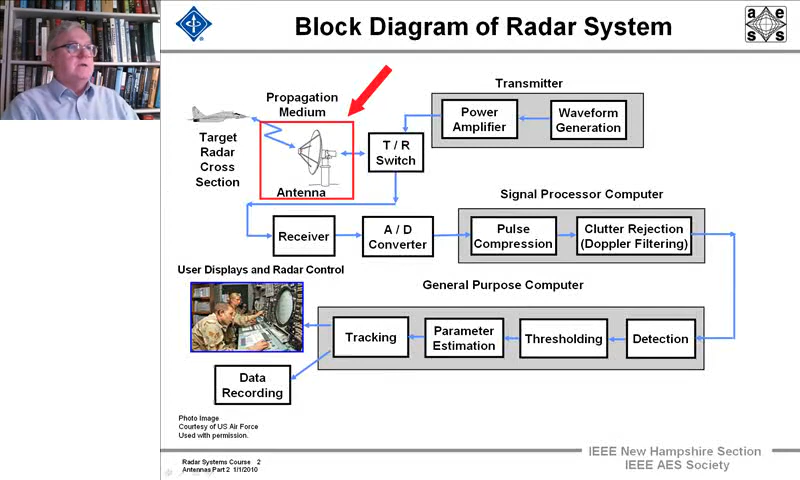 Block Diagram of Radar System
a e
s s
Transmitter
Propagation
Medium
Power
Amplifier
Waveform
Generation
Target
Radar
Cross
Section
T / R
Switch
Antenna
Signal Processor Computer
Receiver
A / D
Converter
Pulse
Compression
Clutter Rejection
(Doppler Filtering)
User Displays and Radar Control
General Purpose Computer
Tracking
Parameter
Estimation
Thresholding
Detection
Data
Recording
Photo Image
Courtesy of US Air Force
Used with permission.
IEEE New Hampshire Section
IEEE AES Society
Radar Systems Course 2
Antennas Part 2 1/1/2010